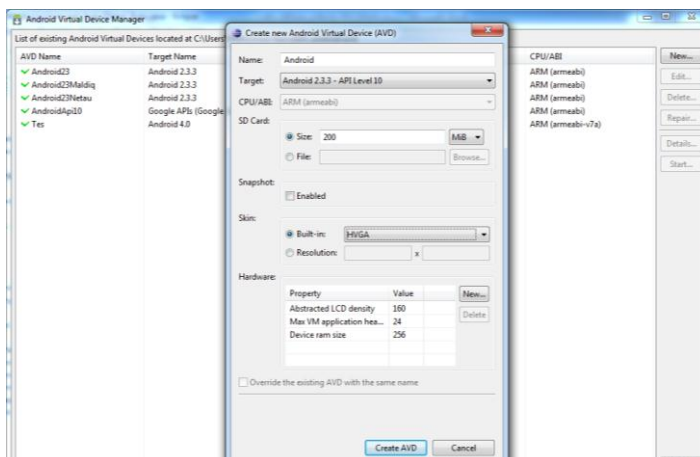 Android Virtual Device Manager
List of existing Android Virtual Devices located at C:\Users
AVD Name Target Name CPU/ABI
Android23 Android 2.3.3 ARM (armeabi)
Android23Maldiq Android 2.3.3 ARM (armeabi)
Android23Netau Android 2.3.3 ARM (armeabi)
AndroidApi10 Google APIs (Google ARM (armeabi)
Tes Android 4.0 ARM (armeabi-v7a)
New...
Edit...
Delete...
Repair...
Details...
Start...
Create new Android Virtual Device (AVD)
Name: Android
Target: Android 2.3.3 - API Level 10
CPU/ABI: ARM (armeabi)
SD Card:
Size: 200 MiB
File: Browse...
Snapshot:
Enabled
Skin:
Built-in: HVGA
Resolution: x
Hardware:
Property Value New...
Abstracted LCD density 160 Delete
Max VM application hea... 24
Device ram size 256
Override the existing AVD with the same name
Create AVD Cancel